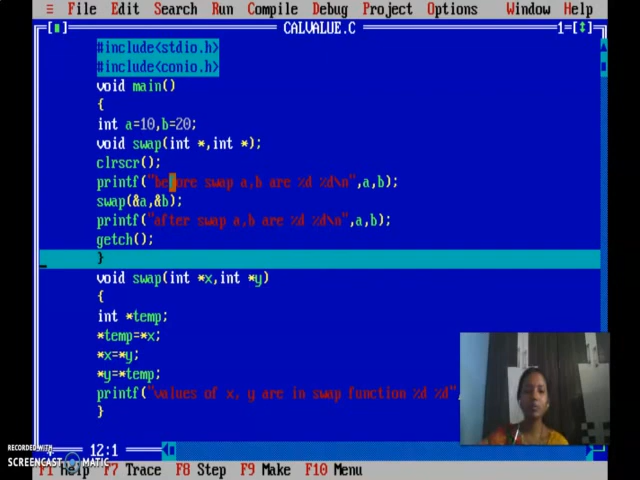 ≡ File Edit Search Run Compile Debug Project Options Window Help
[■] CALVALUE.C 1=[↕]
#include<stdio.h>
#include<conio.h>
void main()
{
int a=10,b=20;
void swap(int *,int *);
clrscr();
printf("before swap a,b are %d %d\n",a,b);
swap(&a,&b);
printf("after swap a,b are %d %d\n",a,b);
getch();
}
void swap(int *x,int *y)
{
int *temp;
*temp=*x;
*x=*y;
*y=*temp;
printf("values of x, y are in swap function %d %d",
}
12:1
F1 Help F7 Trace F8 Step F9 Make F10 Menu
RECORDED WITH
SCREENCAST MATIC